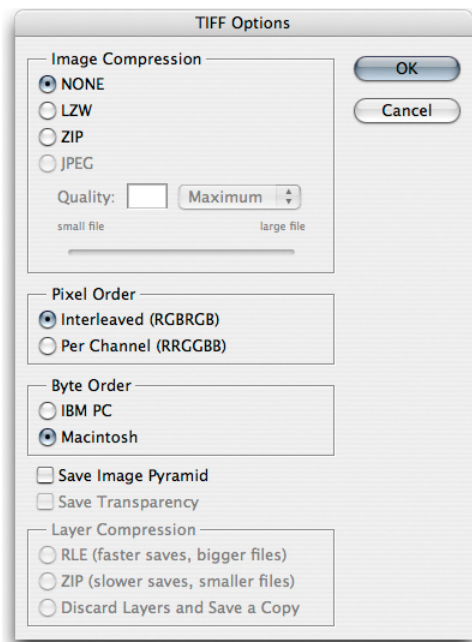 TIFF Options
Image Compression
NONE
LZW
ZIP
JPEG
Quality: Maximum
small file large file
OK
Cancel
Pixel Order
Interleaved (RGBRGB)
Per Channel (RRGGBB)
Byte Order
IBM PC
Macintosh
Save Image Pyramid
Save Transparency
Layer Compression
RLE (faster saves, bigger files)
ZIP (slower saves, smaller files)
Discard Layers and Save a Copy